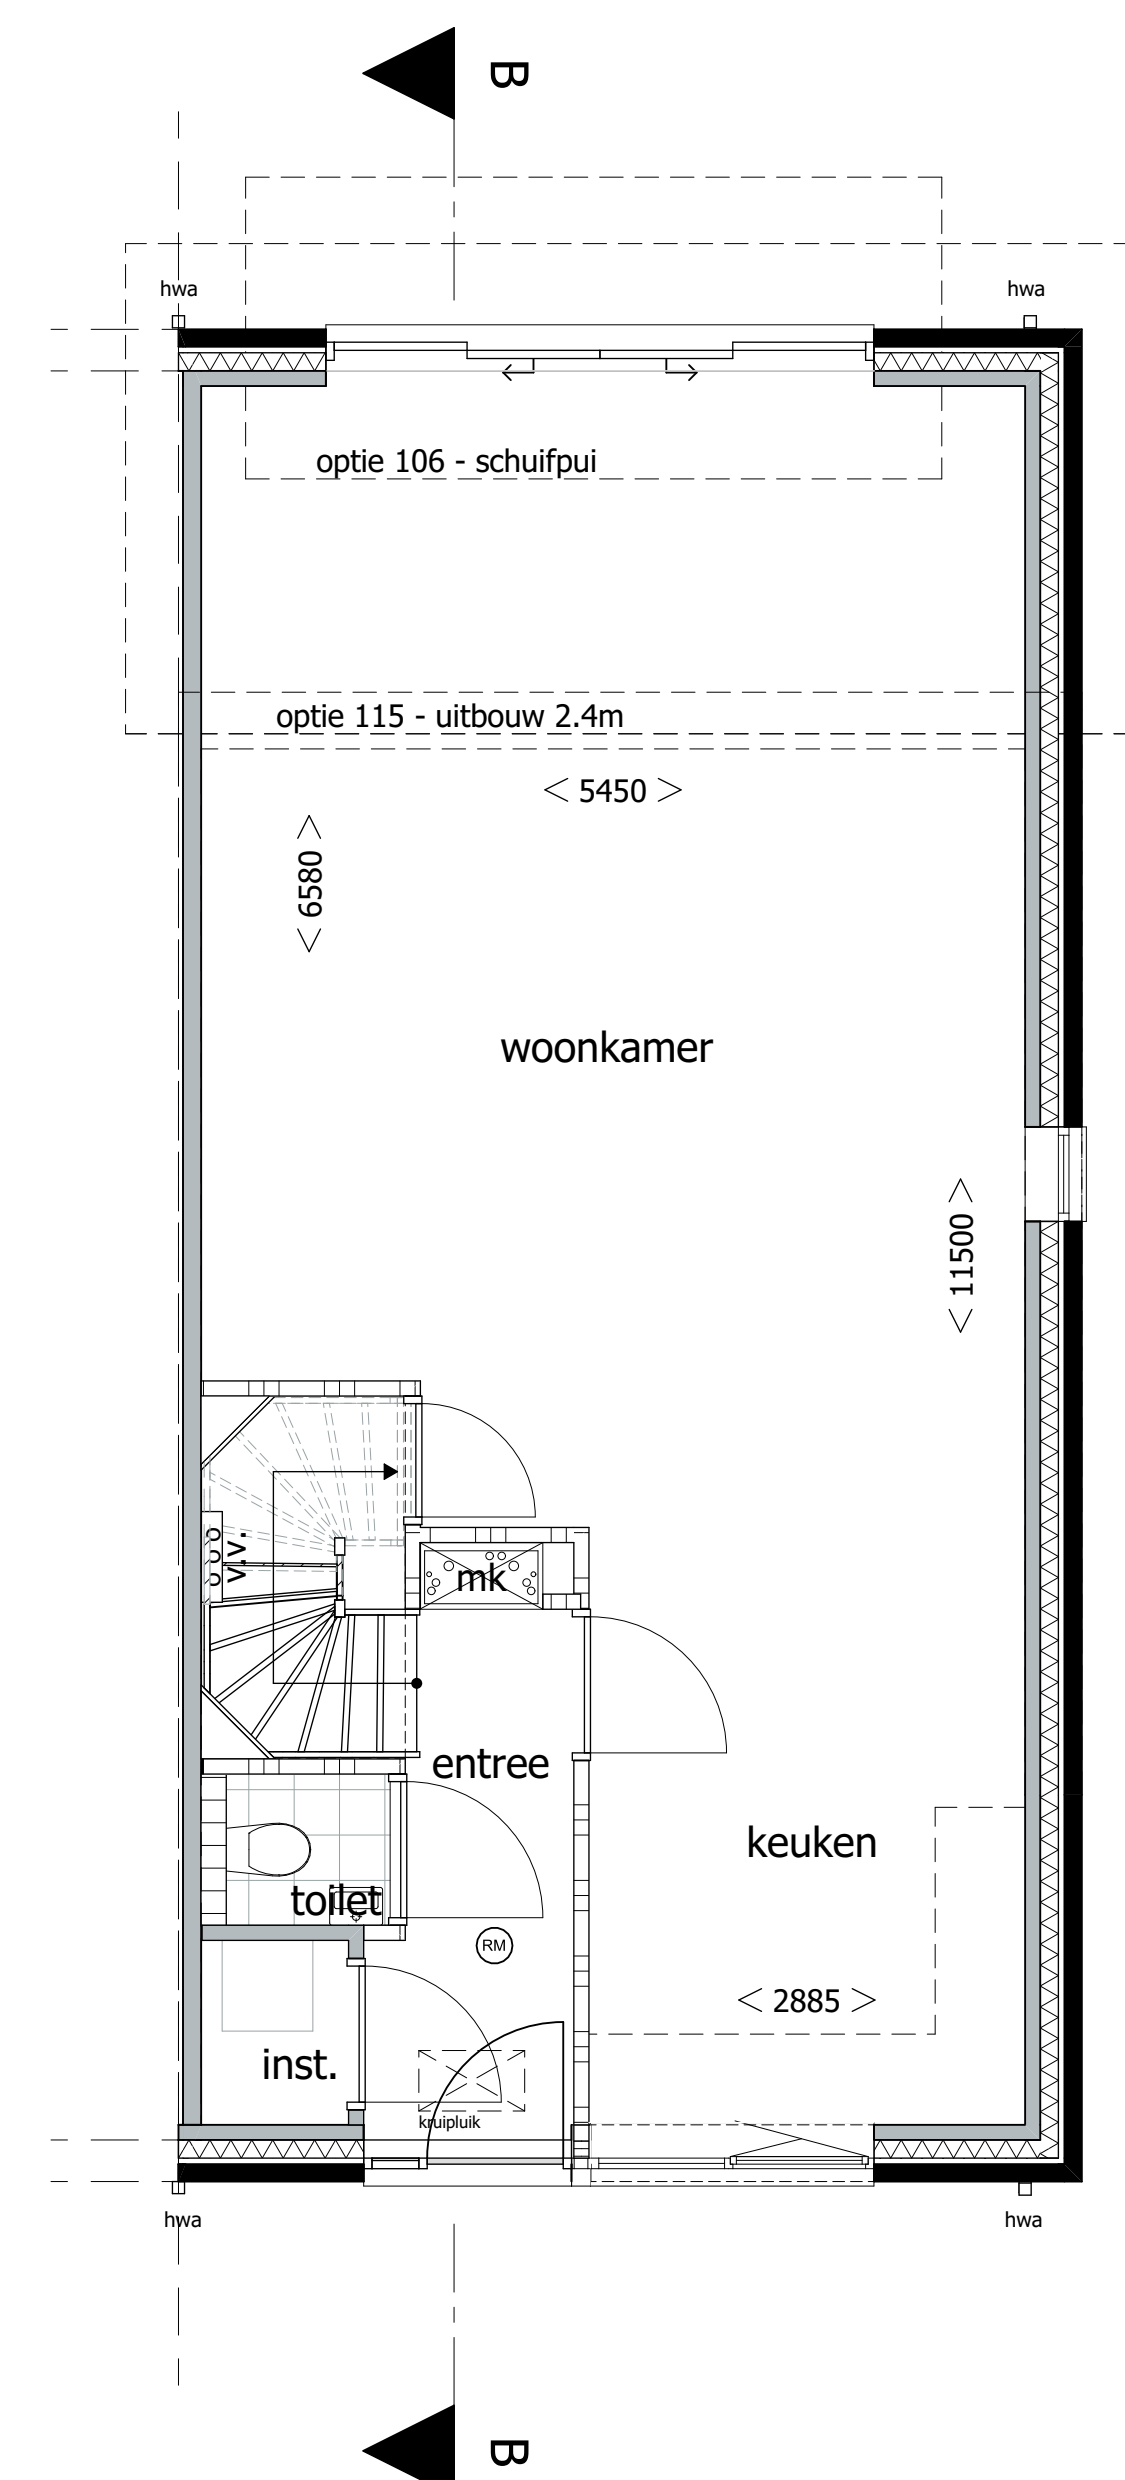 B
hwa
hwa
optie 106 - schuifpui
optie 115 - uitbouw 2.4m
< 5450 >
< 6580 >
woonkamer
< 11500 >
v.v.
mk
entree
keuken
toilet
RM
< 2885 >
inst.
kruipluik
hwa
hwa
B